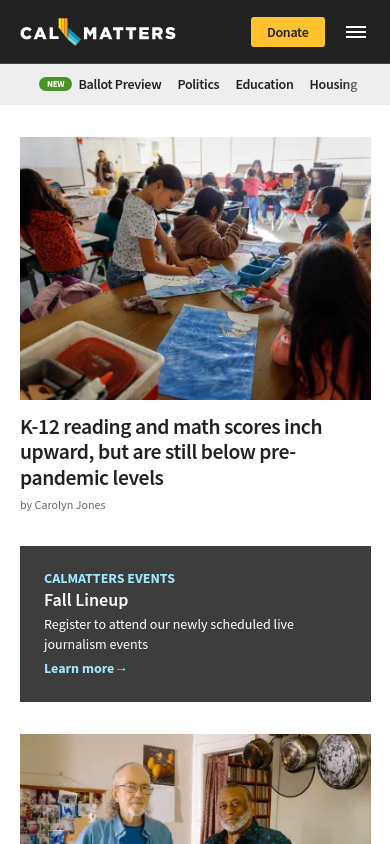 CALMATTERS
Donate
NEW Ballot Preview Politics Education Housing
K-12 reading and math scores inch
upward, but are still below pre-
pandemic levels
by Carolyn Jones
CALMATTERS EVENTS
Fall Lineup
Register to attend our newly scheduled live
journalism events
Learn more→